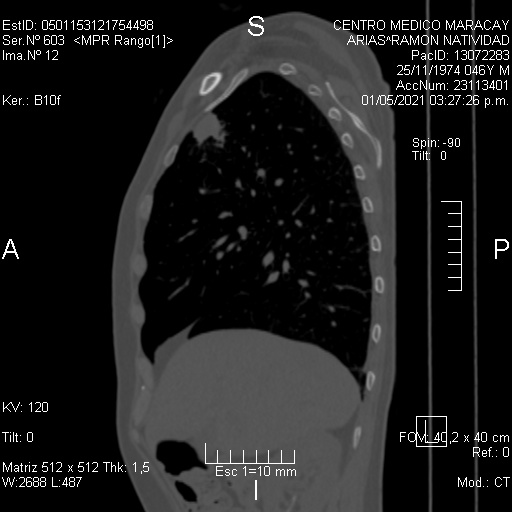 EstID: 0501153121754498
Ser.Nº 603 <MPR Rango[1]>
Ima.Nº 12
Ker.: B10f
S
CENTRO MEDICO MARACAY
ARIAS^RAMON NATIVIDAD
PacID: 13072283
25/11/1974 046Y M
AccNum: 23113401
01/05/2021 03:27:26 p.m.
Spin: -90
Tilt: 0
A
P
KV: 120
Tilt: 0
Matriz 512 x 512 Thk: 1,5
W:2688 L:487
Esc 1=10 mm
I
FOM: 40,2 x 40 cm
Ref.: 0
Mod.: CT